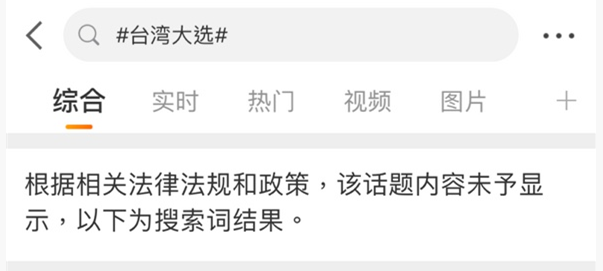 #台湾大选#
综合 实时 热门 视频 图片
根据相关法律法规和政策，该话题内容未予显
示，以下为搜索词结果。